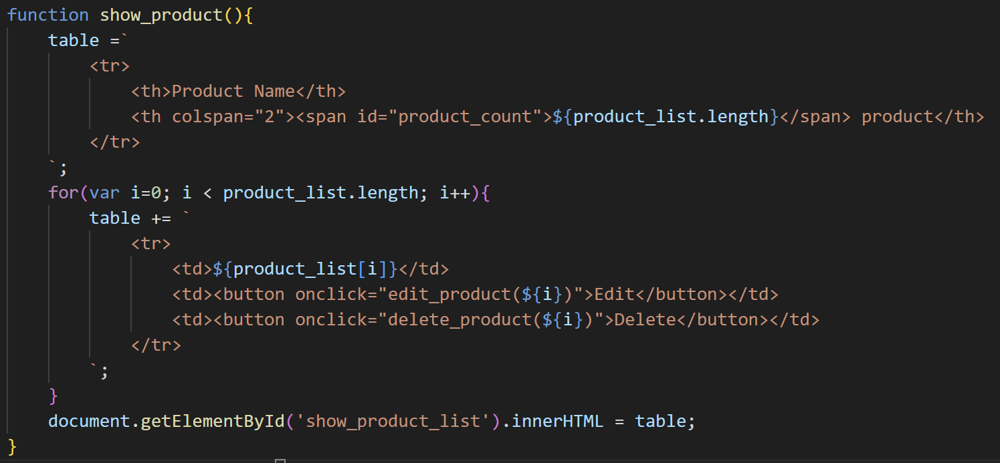 function show_product(){
    table =`
        <tr>
            <th>Product Name</th>
            <th colspan="2"><span id="product_count">${product_list.length}</span> product</th>
        </tr>
    `;
    for(var i=0; i < product_list.length; i++){
        table += `
            <tr>
                <td>${product_list[i]}</td>
                <td><button onclick="edit_product(${i})">Edit</button></td>
                <td><button onclick="delete_product(${i})">Delete</button></td>
            </tr>
        `;
    }
    document.getElementById('show_product_list').innerHTML = table;
}